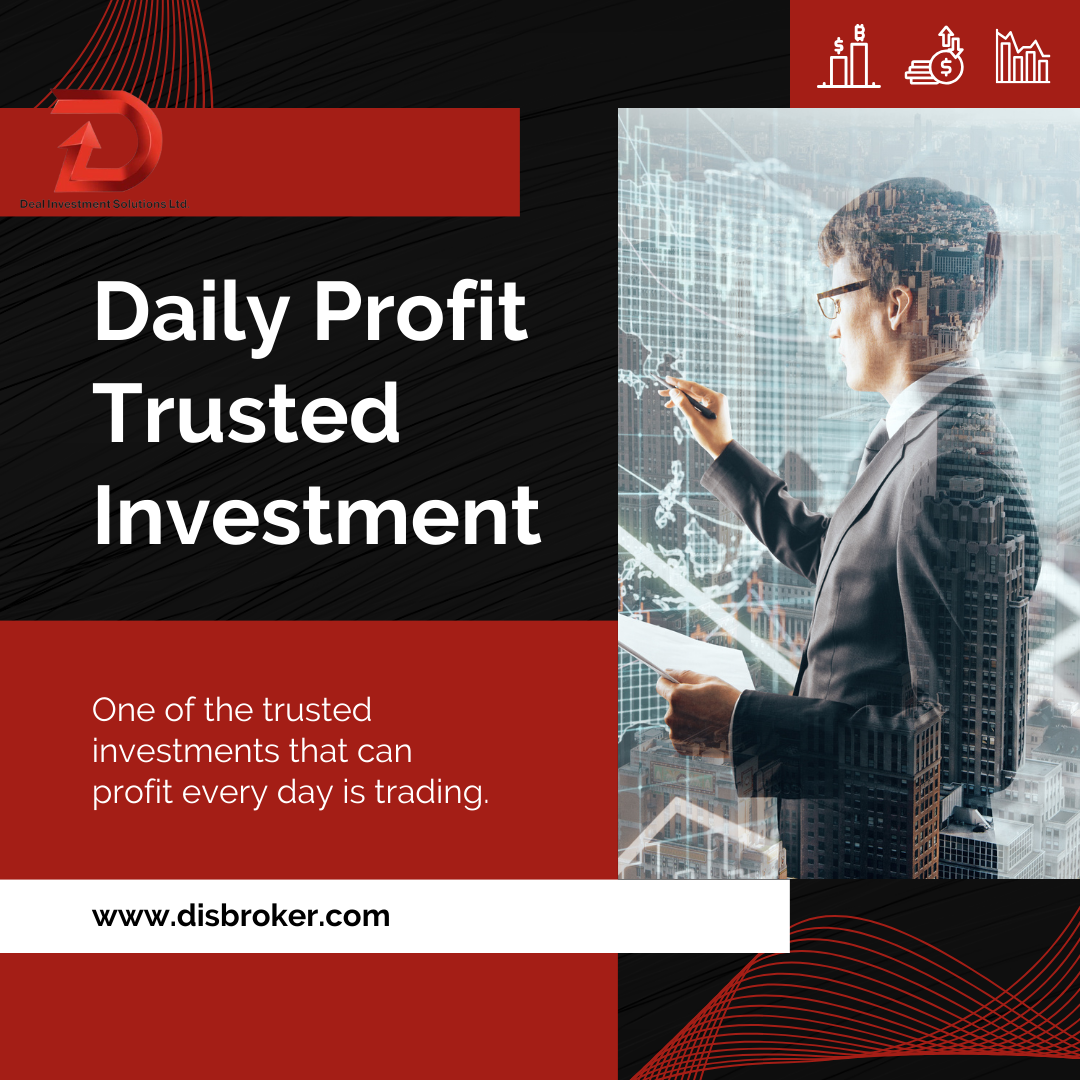 Deal Investment Solutions Ltd
Daily Profit
Trusted
Investment
One of the trusted
investments that can
profit every day is trading.
www.disbroker.com